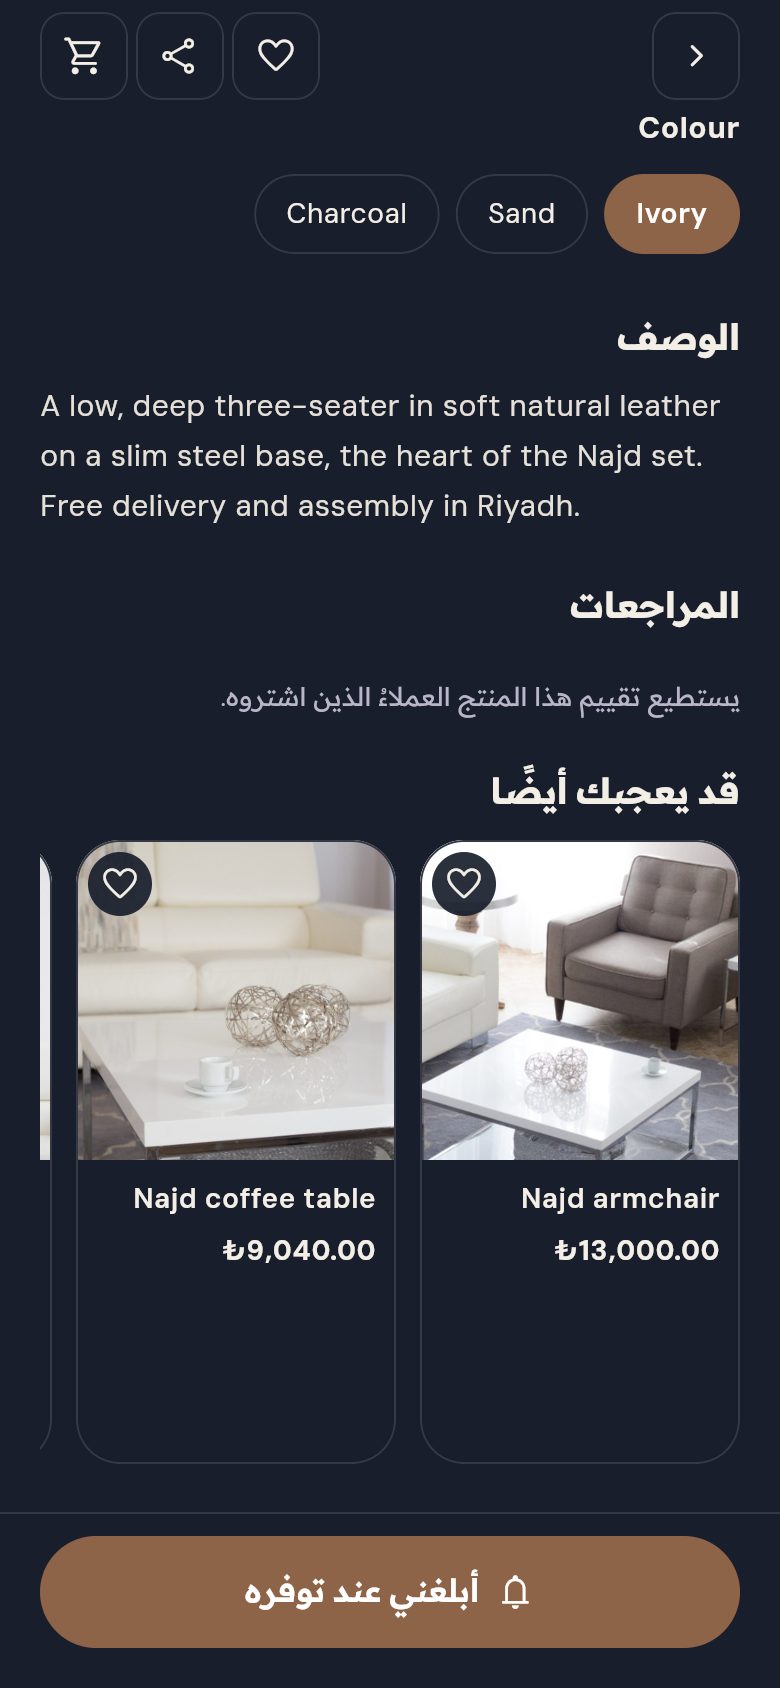 Colour
Ivory
Sand
Charcoal
الوصف
A low, deep three-seater in soft natural leather
on a slim steel base, the heart of the Najd set.
Free delivery and assembly in Riyadh.
المراجعات
يستطيع تقييم هذا المنتج العملاءُ الذين اشتروه.
قد يعجبك أيضًا
Najd armchair
₺13,000.00
Najd coffee table
₺9,040.00
أبلغني عند توفره